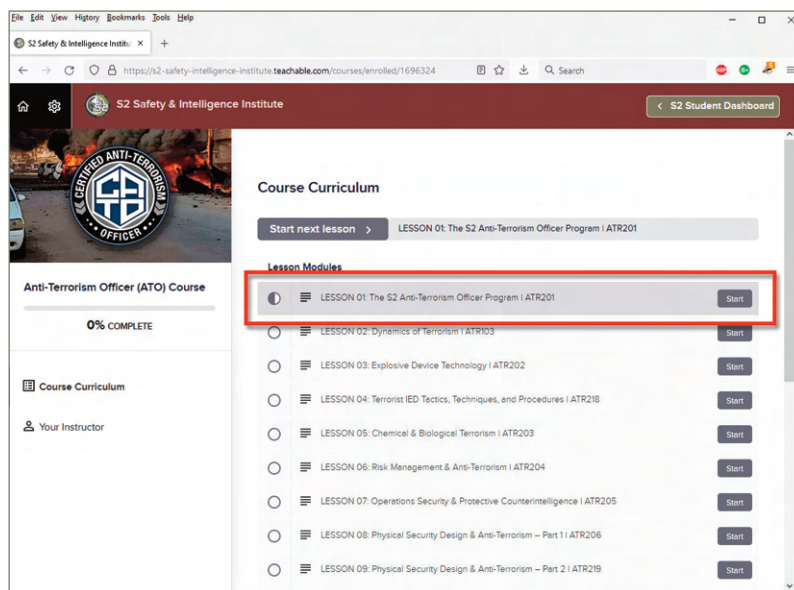 File Edit View History Bookmarks Tools Help
S2 Safety & Intelligence Institu ×
https://s2-safety-intelligence-institute.teachable.com/courses/enrolled/1696324
Search
S2 Safety & Intelligence Institute
< S2 Student Dashboard
CERTIFIED ANTI-TERRORISM
OFFICER
Course Curriculum
Start next lesson >
LESSON 01: The S2 Anti-Terrorism Officer Program | ATR201
Anti-Terrorism Officer (ATO) Course
0% COMPLETE
Course Curriculum
Your Instructor
Lesson Modules
LESSON 01: The S2 Anti-Terrorism Officer Program | ATR201 Start
LESSON 02: Dynamics of Terrorism | ATR103 Start
LESSON 03: Explosive Device Technology | ATR202 Start
LESSON 04: Terrorist IED Tactics, Techniques, and Procedures | ATR218 Start
LESSON 05: Chemical & Biological Terrorism | ATR203 Start
LESSON 06: Risk Management & Anti-Terrorism | ATR204 Start
LESSON 07: Operations Security & Protective Counterintelligence | ATR205 Start
LESSON 08: Physical Security Design & Anti-Terrorism – Part 1 | ATR206 Start
LESSON 09: Physical Security Design & Anti-Terrorism – Part 2 | ATR219 Start